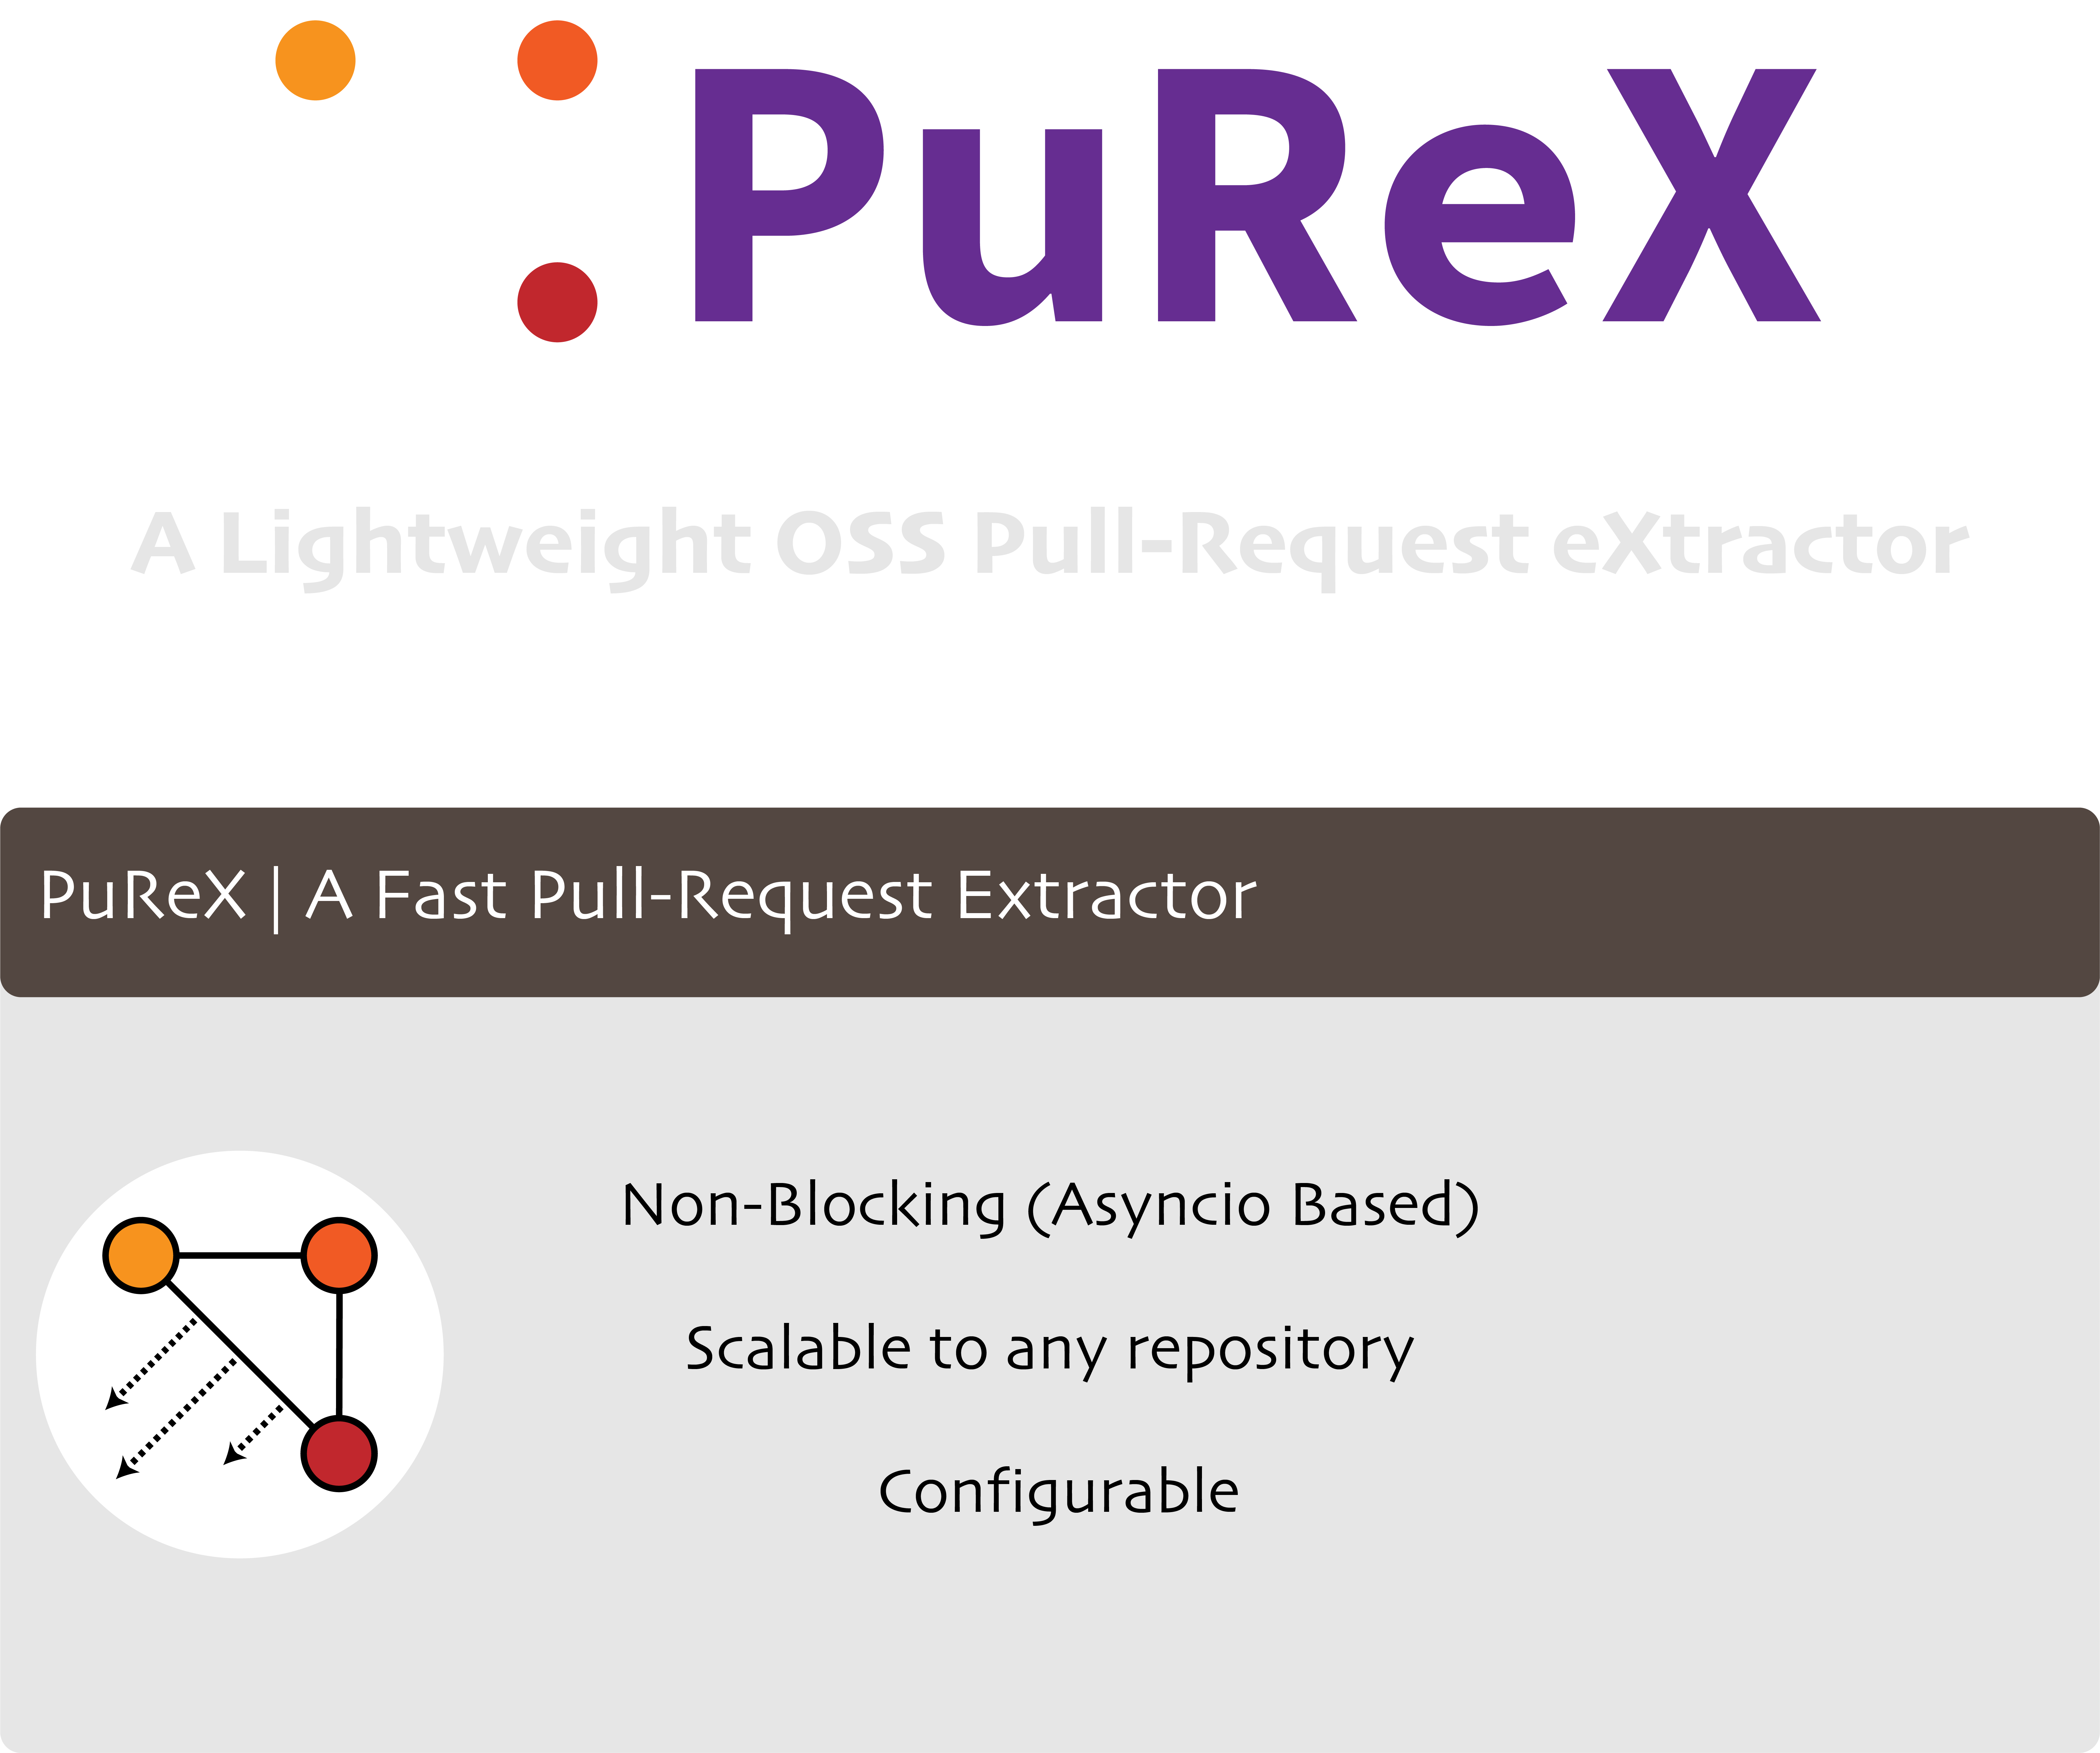 PuReX
A Lightweight OSS Pull-Request eXtractor
PuReX | A Fast Pull-Request Extractor
Non-Blocking (Asyncio Based)
Scalable to any repository
Configurable